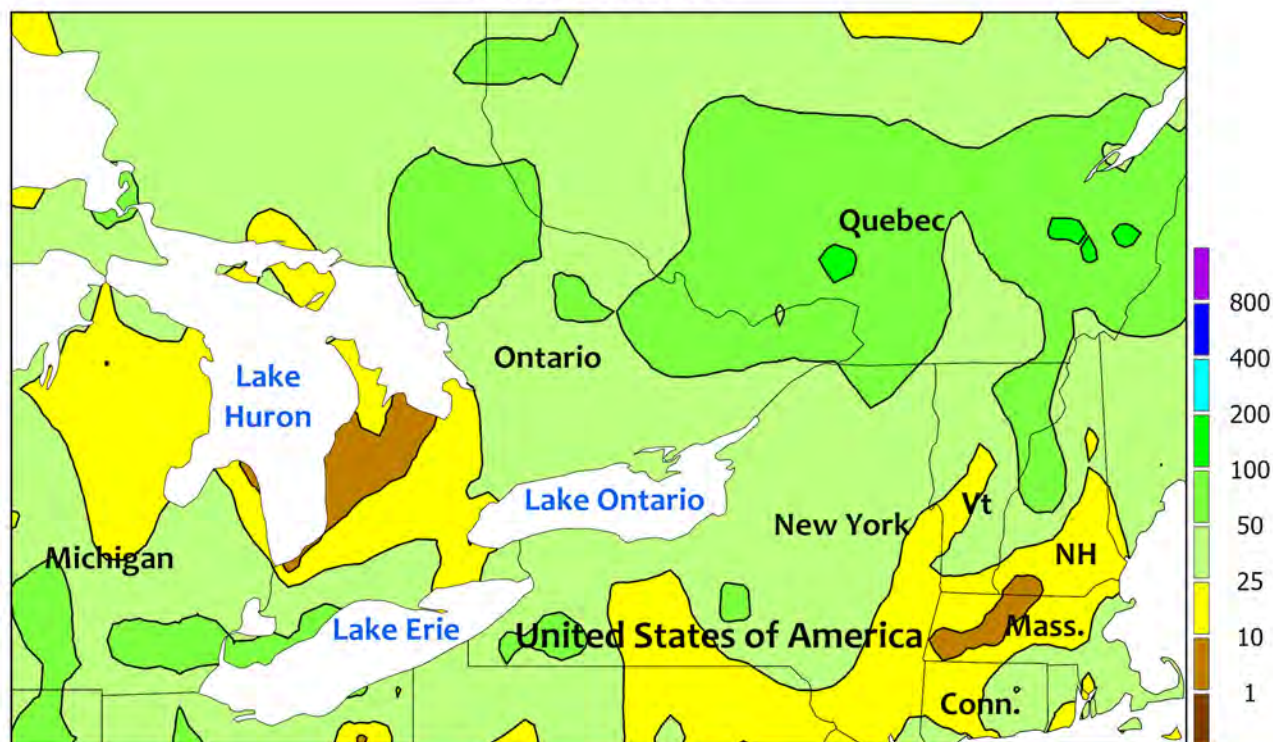 Quebec
Ontario
Lake
Huron
Lake Ontario
New York
Vt
Michigan
NH
Lake Erie
United States of America
Mass.
Conn.
800
400
200
100
50
25
10
1